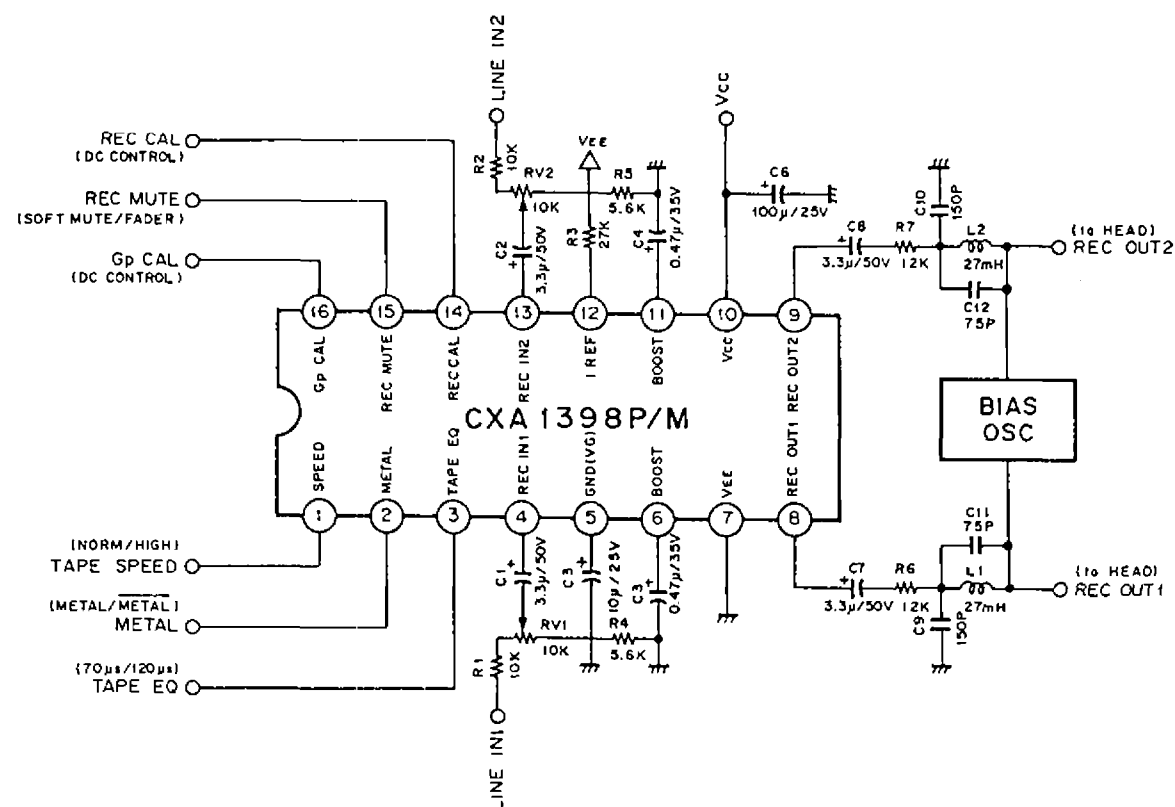 LINE IN2
VCC
REC CAL
(DC CONTROL)
REC MUTE
(SOFT MUTE/FADER)
Gp CAL
(DC CONTROL)
R2
10K
RV2
10K
VEE
R5
5.6K
R3
27K
C2
3.3μ/50V
C4
0.47μ/35V
C6
100μ/25V
C8
3.3μ/50V
R7
12K
C10
150P
L2
27mH
C12
75P
(to HEAD)
REC OUT2
16
15
14
13
12
11
10
9
Gp CAL
REC MUTE
REC CAL
REC IN2
I REF
BOOST
VCC
REC OUT2
CXA1398P/M
BIAS
OSC
SPEED
METAL
TAPE EQ
REC IN1
GND(VG)
BOOST
VEE
REC OUT1
1
2
3
4
5
6
7
8
(NORM/HIGH)
TAPE SPEED
(METAL/METAL)
METAL
(70μs/120μs)
TAPE EQ
C1
3.3μ/50V
C3
10μ/25V
C3
0.47μ/35V
R1
10K
RV1
10K
R4
5.6K
LINE IN1
C7
3.3μ/50V
R6
12K
C9
150P
C11
75P
L1
27mH
(to HEAD)
REC OUT1